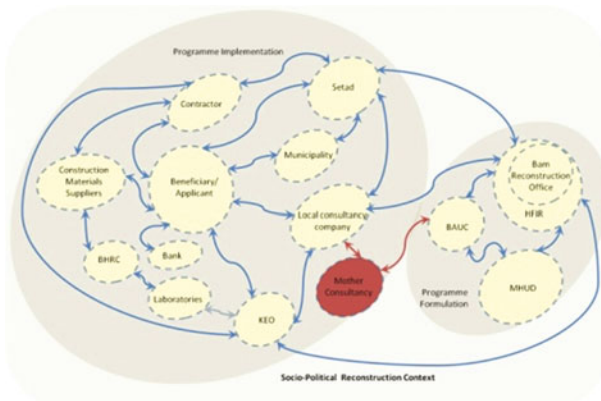 Programme Implementation
Setad
Contractor
Municipality
Construction
Materials
Suppliers
Beneficiary/
Applicant
Bam
Reconstruction
Office
HFIR
Local consultancy
company
BAUC
BHRC
Bank
Mother
Consultancy
MHUD
Laboratories
Programme
Formulation
KEO
Socio-Political Reconstruction Context